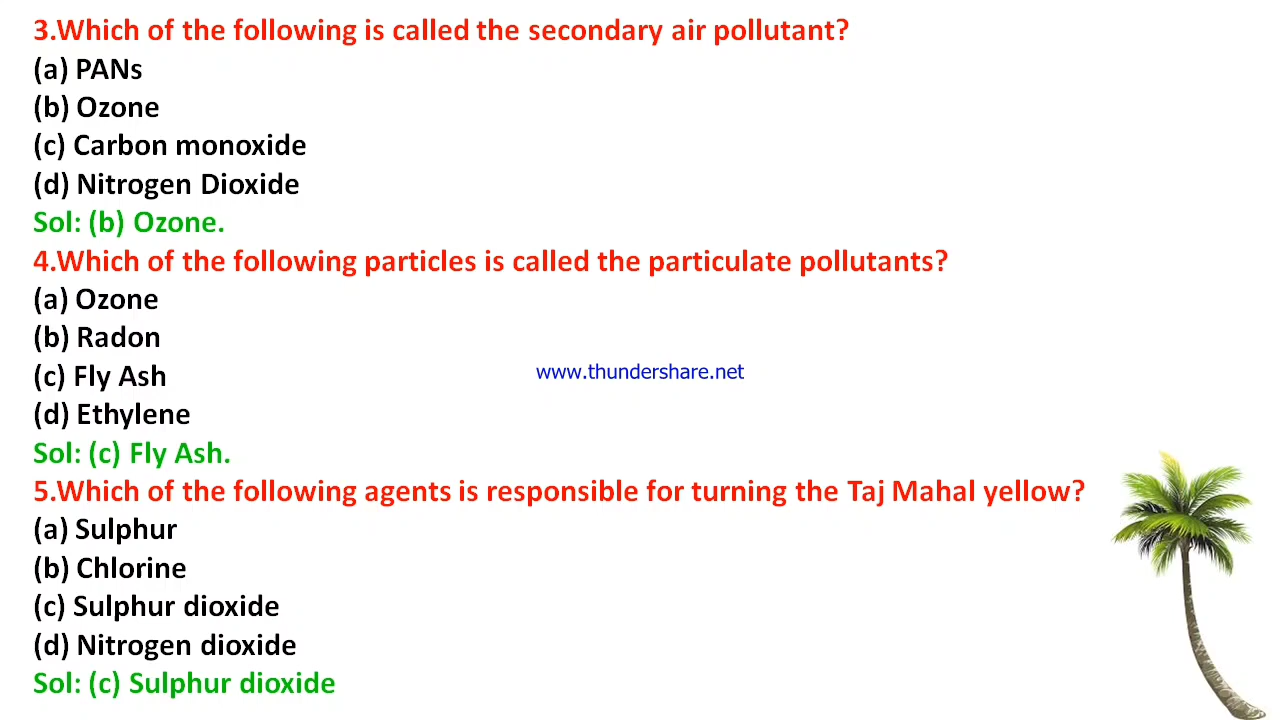 3.Which of the following is called the secondary air pollutant?
(a) PANs
(b) Ozone
(c) Carbon monoxide
(d) Nitrogen Dioxide
Sol: (b) Ozone.
4.Which of the following particles is called the particulate pollutants?
(a) Ozone
(b) Radon
(c) Fly Ash
www.thundershare.net
(d) Ethylene
Sol: (c) Fly Ash.
5.Which of the following agents is responsible for turning the Taj Mahal yellow?
(a) Sulphur
(b) Chlorine
(c) Sulphur dioxide
(d) Nitrogen dioxide
Sol: (c) Sulphur dioxide